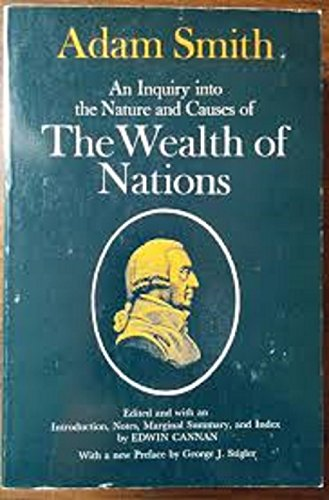 Adam Smith
An Inquiry into
the Nature and Causes of
The Wealth of
Nations
Edited and with an
Introduction, Notes, Marginal Summary, and Index
by EDWIN CANNAN
With a new Preface by George J. Stigler